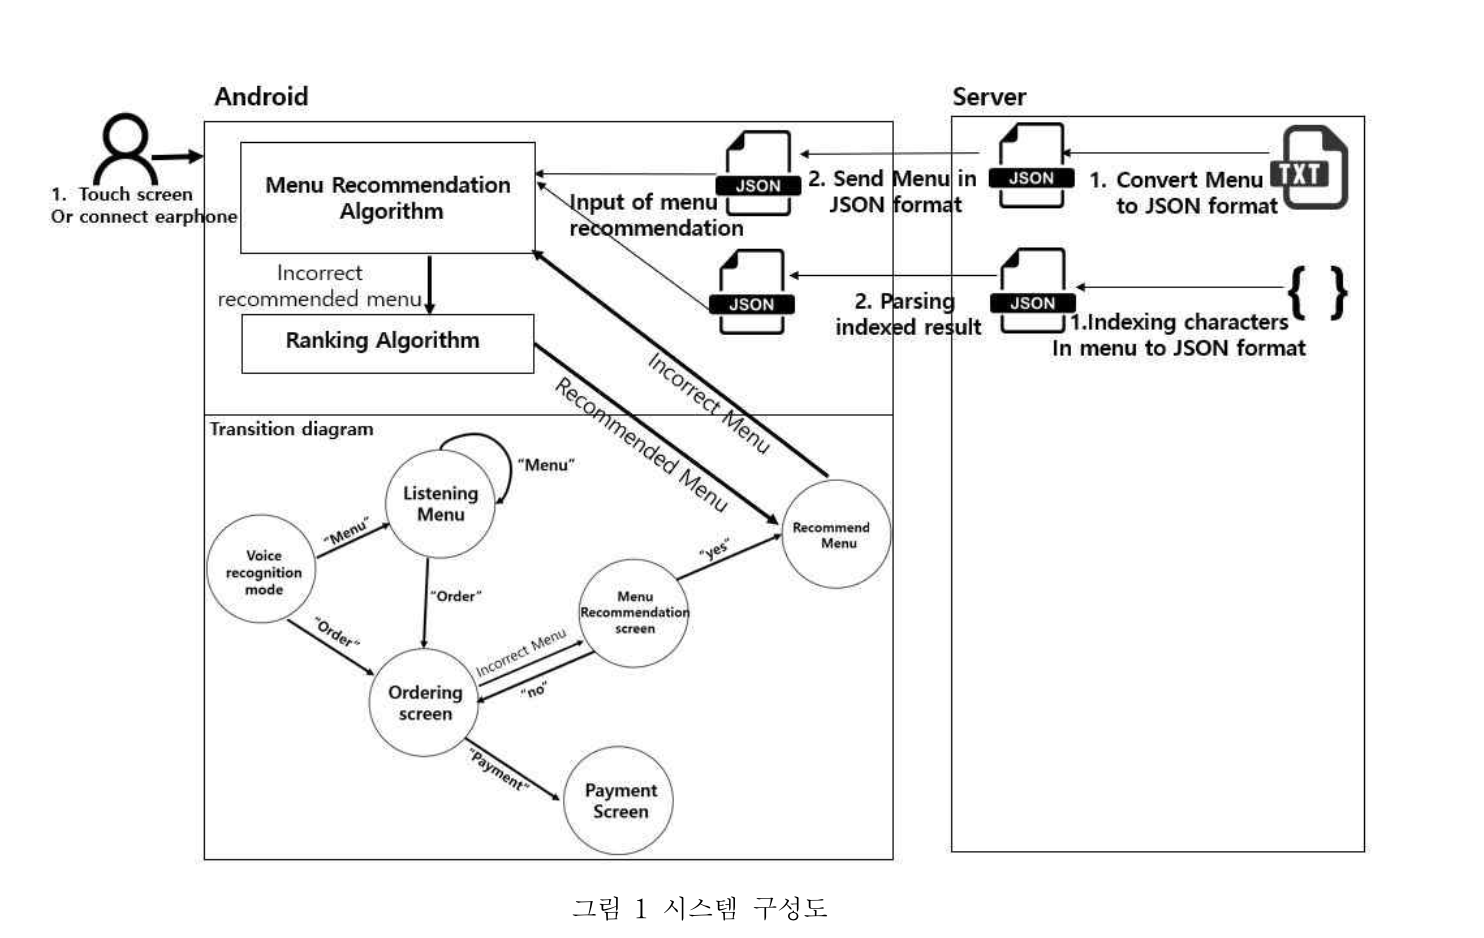 Android
Server
1. Touch screen
Or connect earphone
Menu Recommendation
Algorithm
JSON
2. Send Menu in
JSON format
JSON
1. Convert Menu
to JSON format
TXT
Input of menu
recommendation
Incorrect
recommended menu
JSON
2. Parsing
indexed result
JSON
1.Indexing characters
In menu to JSON format
{ }
Ranking Algorithm
Incorrect Menu
Recommended Menu
Transition diagram
"Menu"
Listening
Menu
"Menu"
Voice
recognition
mode
"Order"
"Order"
Recommend
Menu
"yes"
Menu
Recommendation
screen
Incorrect Menu
"no"
Ordering
screen
"Payment"
Payment
Screen
그림 1 시스템 구성도